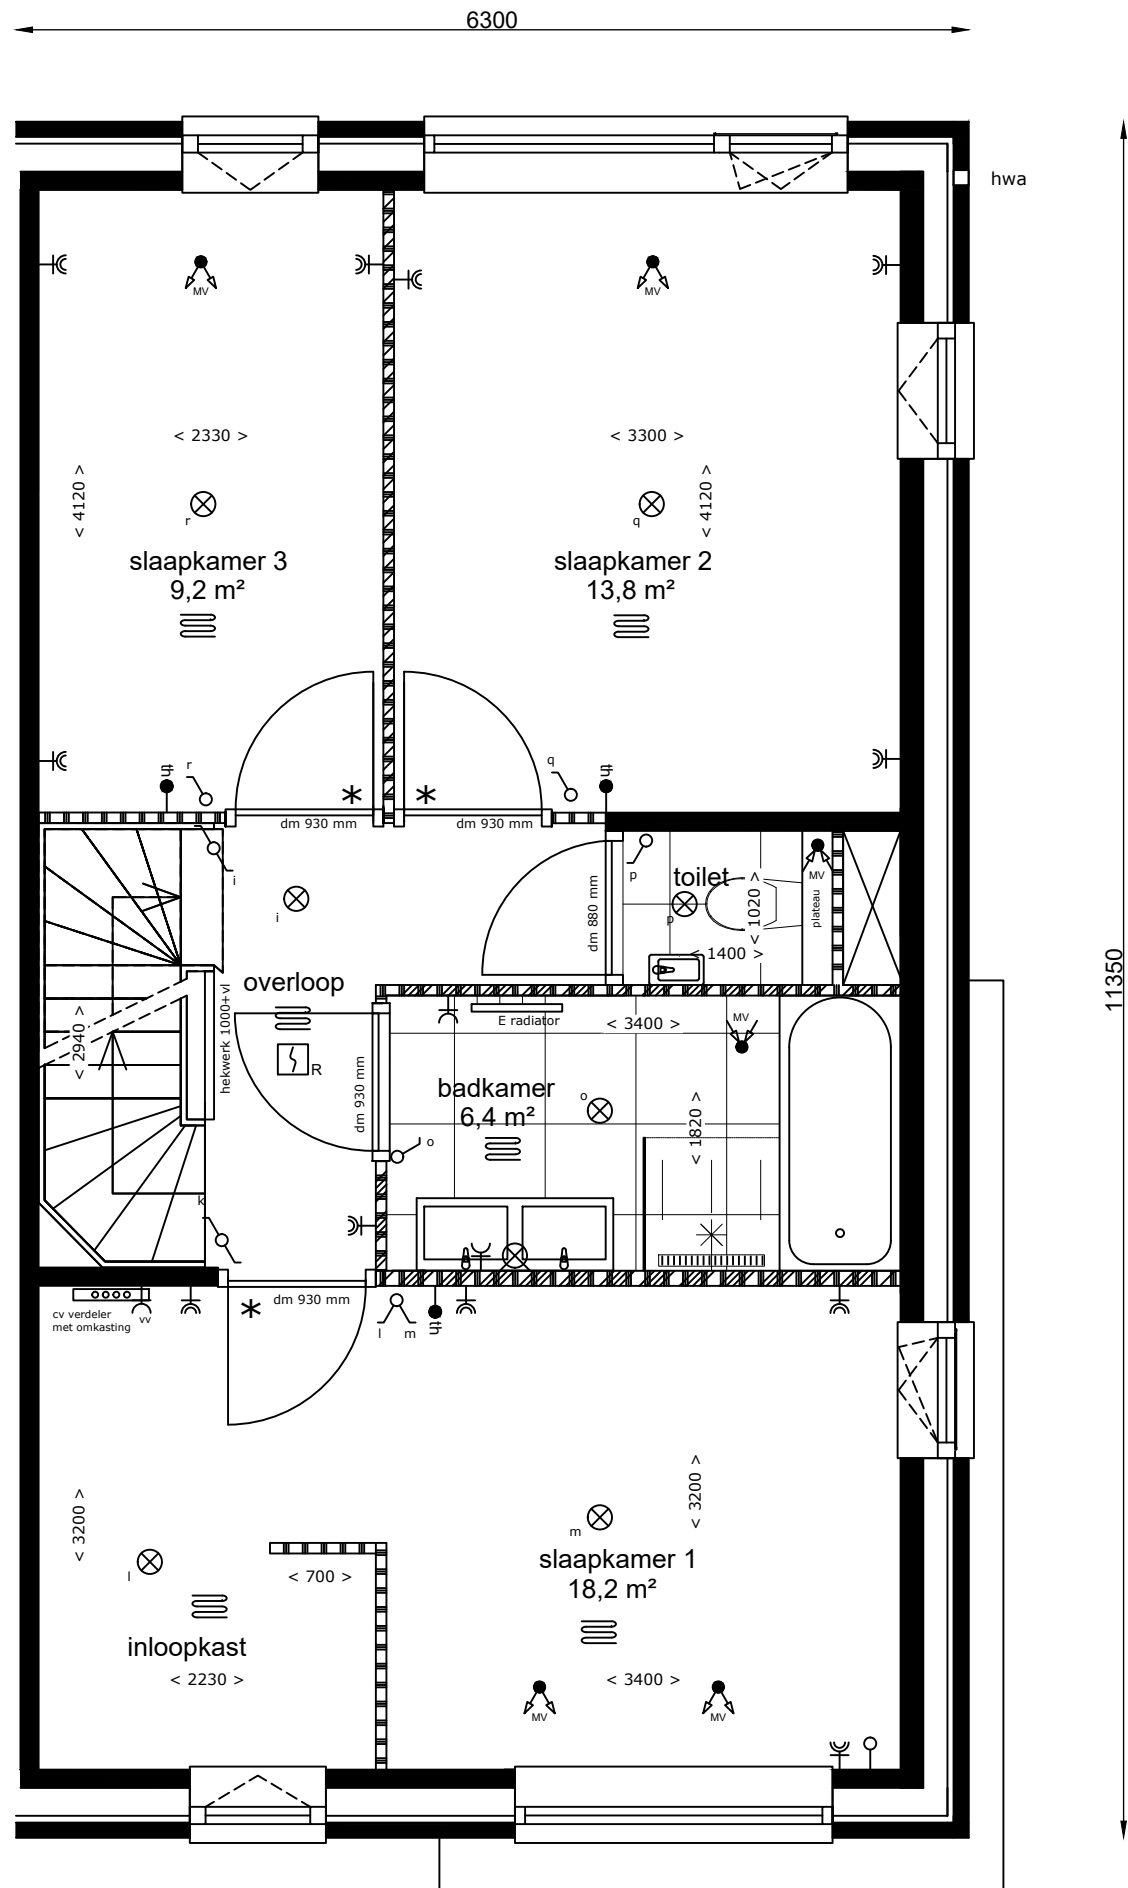 6300
hwa
MV
MV
< 2330 >
< 3300 >
< 4120 >
< 4120 >
r
q
slaapkamer 3
9,2 m²
slaapkamer 2
13,8 m²
th
r
q
th
*
*
dm 930 mm
dm 930 mm
i
i
p
toilet
MV
p
dm 880 mm
< 1020 >
plateau
< 1400 >
11350
overloop
hekwerk 1000+vl
< 2940 >
E radiator
< 3400 >
MV
R
dm 930 mm
badkamer
6,4 m²
o
< 1820 >
o
k
dm 930 mm
*
cv verdeler
met omkasting
vv
l
m
th
< 3200 >
< 3200 >
m
slaapkamer 1
18,2 m²
l
< 700 >
inloopkast
< 2230 >
< 3400 >
MV
MV